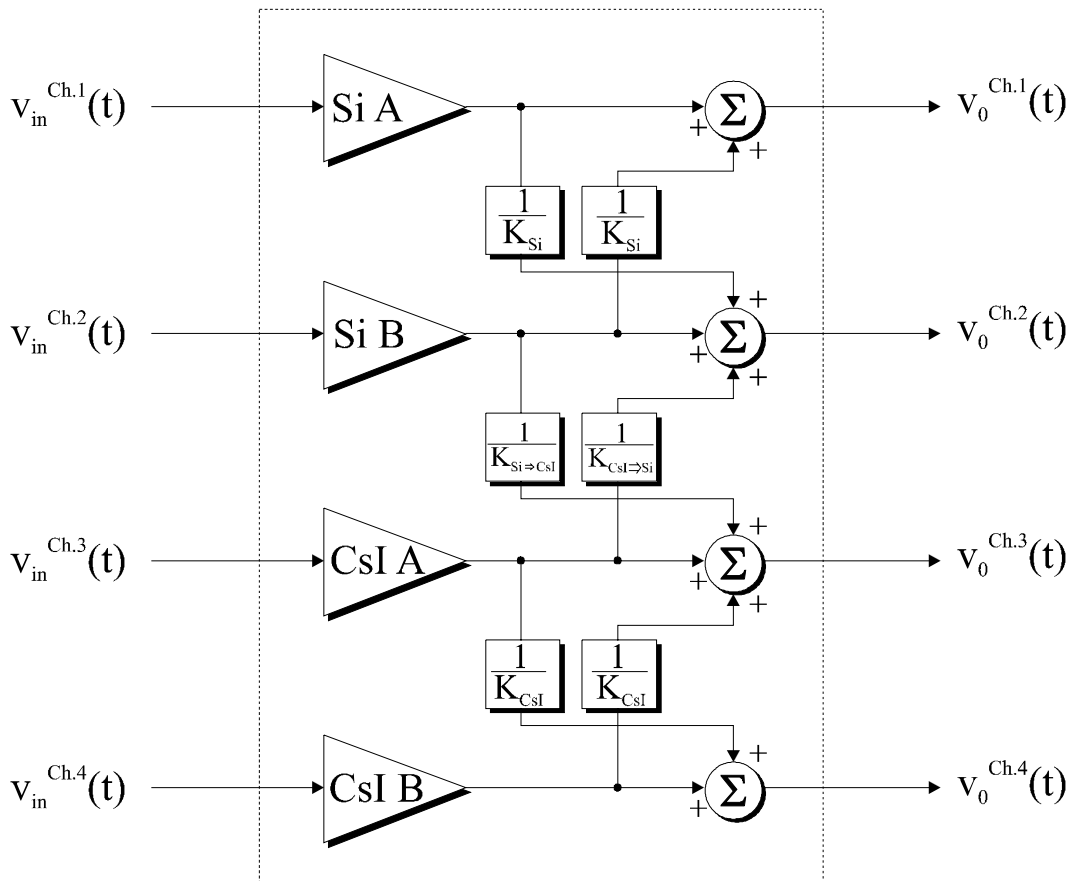 v_in^Ch.1(t) Si A Σ v_0^Ch.1(t)
+ +
1/K_Si 1/K_Si
+
v_in^Ch.2(t) Si B Σ v_0^Ch.2(t)
+ +
1/K_Si⇒CsI 1/K_CsI⇒Si
+
v_in^Ch.3(t) CsI A Σ v_0^Ch.3(t)
+ +
1/K_CsI 1/K_CsI
+
v_in^Ch.4(t) CsI B Σ v_0^Ch.4(t)
+